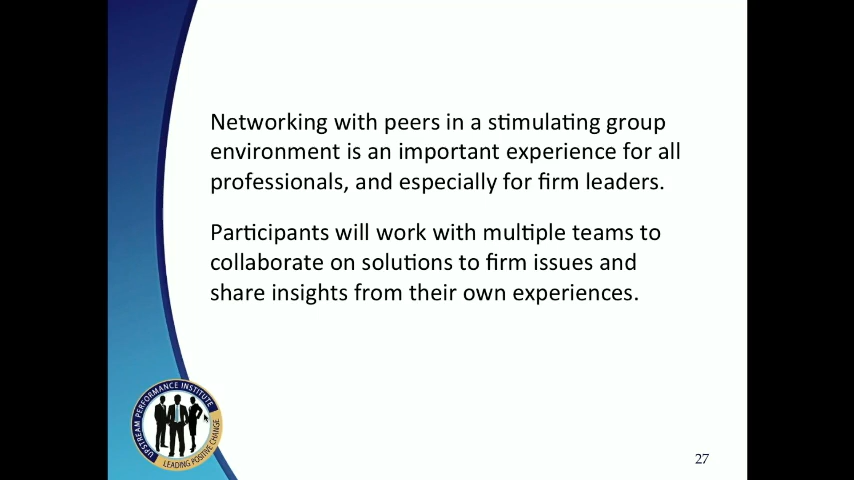 Networking with peers in a stimulating group
environment is an important experience for all
professionals, and especially for firm leaders.
Participants will work with multiple teams to
collaborate on solutions to firm issues and
share insights from their own experiences.
UPSTREAM PERFORMANCE INSTITUTE
LEADING POSITIVE CHANGE
27